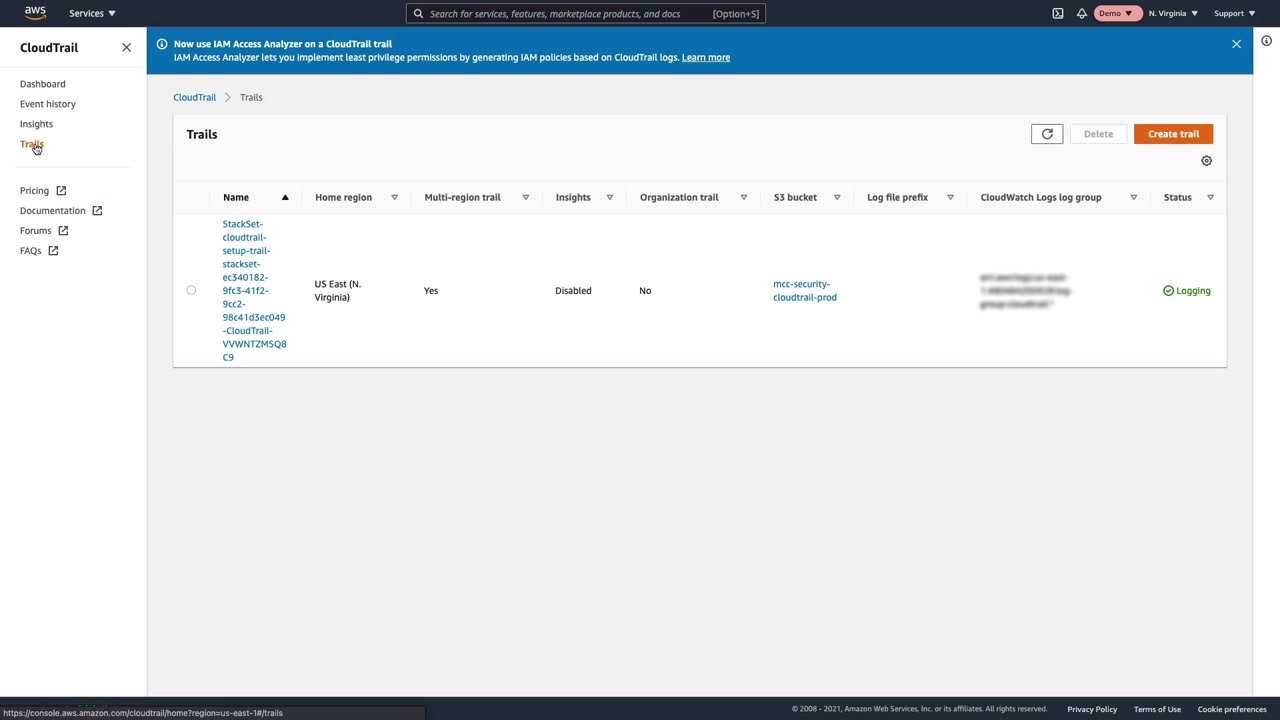 aws
Services
Search for services, features, marketplace products, and docs
[Option+S]
Demo
N. Virginia
Support
CloudTrail
Now use IAM Access Analyzer on a CloudTrail trail
IAM Access Analyzer lets you implement least privilege permissions by generating IAM policies based on CloudTrail logs. Learn more
Dashboard
Event history
Insights
Trails
Pricing
Documentation
Forums
FAQs
CloudTrail
Trails
Trails
Delete
Create trail
Name
Home region
Multi-region trail
Insights
Organization trail
S3 bucket
Log file prefix
CloudWatch Logs log group
Status
StackSet-
cloudtrail-
setup-trail-
stackset-
ec340182-
9fc3-41f2-
9cc2-
98c41d3ec049
-CloudTrail-
VVWNTZMSQ8
C9
US East (N.
Virginia)
Yes
Disabled
No
mcc-security-
cloudtrail-prod
Logging
https://console.aws.amazon.com/cloudtrail/home?region=us-east-1#/trails
© 2008 - 2021, Amazon Web Services, Inc. or its affiliates. All rights reserved.
Privacy Policy
Terms of Use
Cookie preferences